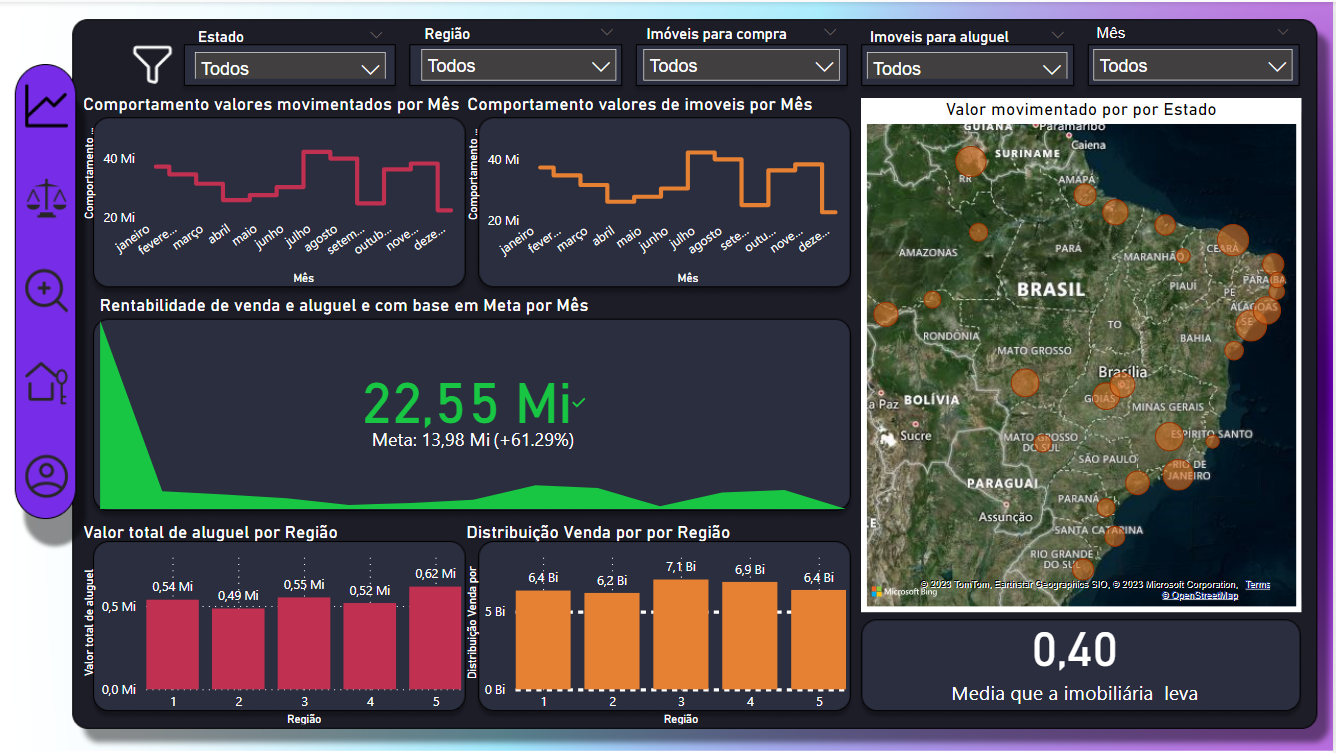 Estado
Região
Imóveis para compra
Imoveis para aluguel
Mês
Todos
Todos
Todos
Todos
Todos
Comportamento valores movimentados por Mês
Comportamento ..
40 Mi
20 Mi
janeiro
fevere...
março
abril
maio
junho
julho
agosto
setem...
outub...
nove...
deze...
Mês
Comportamento valores de imoveis por Mês
Comportamento ...
40 Mi
20 Mi
janeiro
fever...
março
abril
maio
junho
julho
agosto
sete...
outu...
nove...
deze...
Mês
Rentabilidade de venda e aluguel e com base em Meta por Mês
22,55 Mi
Meta: 13,98 Mi (+61.29%)
Valor total de aluguel por Região
Valor total de aluguel
0,5 Mi
0,0 Mi
0,54 Mi
0,49 Mi
0,55 Mi
0,52 Mi
0,62 Mi
1
2
3
4
5
Região
Distribuição Venda por por Região
Distribuição Venda por
5 Bi
0 Bi
6,4 Bi
6,2 Bi
7,1 Bi
6,9 Bi
6,4 Bi
1
2
3
4
5
Região
Valor movimentado por por Estado
GUIANA
Paramaribo
Caiena
SURINAME
RR
AMAPÁ
AMAZONAS
PARÁ
MARANHÃO
CEARÁ
PIAUÍ
PARAÍBA
PE
ALAGOAS
SE
BRASIL
TO
BAHIA
RONDÔNIA
MATO GROSSO
Brasília
GOIÁS
MINAS GERAIS
BOLÍVIA
La Paz
Sucre
MATO GROSSO
DO SUL
ESPÍRITO SANTO
SÃO PAULO
RIO DE
JANEIRO
PARAGUAI
PARANÁ
Assunção
SANTA CATARINA
RIO GRANDE
DO SUL
© 2023 TomTom, Earthstar Geographics SIO, © 2023 Microsoft Corporation, Terms
Microsoft Bing
© OpenStreetMap
0,40
Media que a imobiliária leva